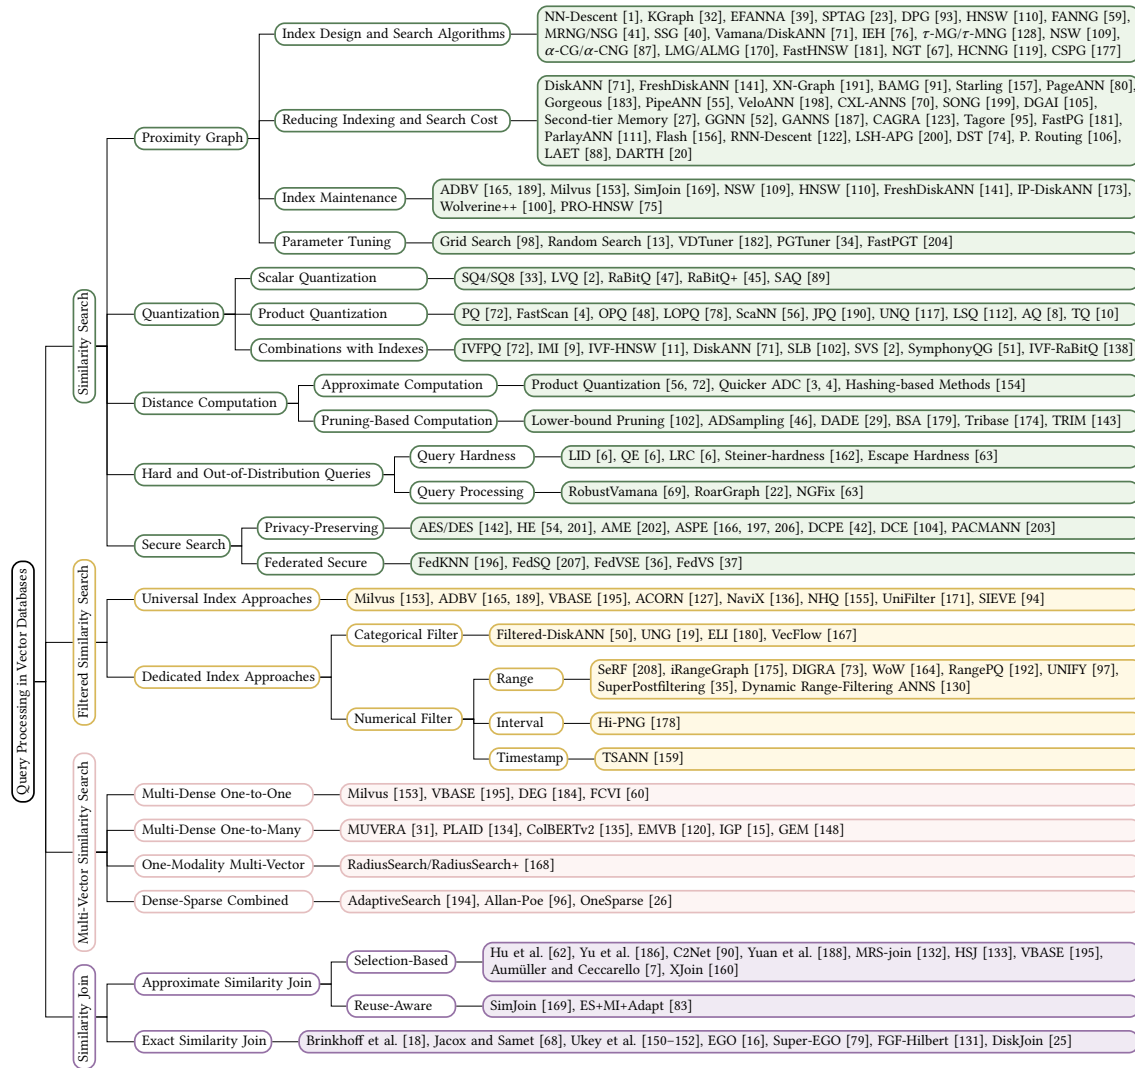 Query Processing in Vector Databases
Similarity Search
Proximity Graph
Index Design and Search Algorithms
NN-Descent [1], KGraph [32], EFANNA [39], SPTAG [23], DPG [93], HNSW [110], FANNG [59],
MRNG/NSG [41], SSG [40], Vamana/DiskANN [71], IEH [76], τ-MG/τ-MNG [128], NSW [109],
α-CG/α-CNG [87], LMG/ALMG [170], FastHNSW [181], NGT [67], HCNNG [119], CSPG [177]
Reducing Indexing and Search Cost
DiskANN [71], FreshDiskANN [141], XN-Graph [191], BAMG [91], Starling [157], PageANN [80],
Gorgeous [183], PipeANN [55], VeloANN [198], CXL-ANNS [70], SONG [199], DGAI [105],
Second-tier Memory [27], GGNN [52], GANNS [187], CAGRA [123], Tagore [95], FastPG [181],
ParlayANN [111], Flash [156], RNN-Descent [122], LSH-APG [200], DST [74], P. Routing [106],
LAET [88], DARTH [20]
Index Maintenance
ADBV [165, 189], Milvus [153], SimJoin [169], NSW [109], HNSW [110], FreshDiskANN [141], IP-DiskANN [173],
Wolverine++ [100], PRO-HNSW [75]
Parameter Tuning
Grid Search [98], Random Search [13], VDTuner [182], PGTuner [34], FastPGT [204]
Quantization
Scalar Quantization
SQ4/SQ8 [33], LVQ [2], RaBitQ [47], RaBitQ+ [45], SAQ [89]
Product Quantization
PQ [72], FastScan [4], OPQ [48], LOPQ [78], ScaNN [56], JPQ [190], UNQ [117], LSQ [112], AQ [8], TQ [10]
Combinations with Indexes
IVFPQ [72], IMI [9], IVF-HNSW [11], DiskANN [71], SLB [102], SVS [2], SymphonyQG [51], IVF-RaBitQ [138]
Distance Computation
Approximate Computation
Product Quantization [56, 72], Quicker ADC [3, 4], Hashing-based Methods [154]
Pruning-Based Computation
Lower-bound Pruning [102], ADSampling [46], DADE [29], BSA [179], Tribase [174], TRIM [143]
Hard and Out-of-Distribution Queries
Query Hardness
LID [6], QE [6], LRC [6], Steiner-hardness [162], Escape Hardness [63]
Query Processing
RobustVamana [69], RoarGraph [22], NGFix [63]
Secure Search
Privacy-Preserving
AES/DES [142], HE [54, 201], AME [202], ASPE [166, 197, 206], DCPE [42], DCE [104], PACMANN [203]
Federated Secure
FedKNN [196], FedSQ [207], FedVSE [36], FedVS [37]
Filtered Similarity Search
Universal Index Approaches
Milvus [153], ADBV [165, 189], VBASE [195], ACORN [127], NaviX [136], NHQ [155], UniFilter [171], SIEVE [94]
Dedicated Index Approaches
Categorical Filter
Filtered-DiskANN [50], UNG [19], ELI [180], VecFlow [167]
Numerical Filter
Range
SeRF [208], iRangeGraph [175], DIGRA [73], WoW [164], RangePQ [192], UNIFY [97],
SuperPostfiltering [35], Dynamic Range-Filtering ANNS [130]
Interval
Hi-PNG [178]
Timestamp
TSANN [159]
Multi-Vector Similarity Search
Multi-Dense One-to-One
Milvus [153], VBASE [195], DEG [184], FCVI [60]
Multi-Dense One-to-Many
MUVERA [31], PLAID [134], ColBERTv2 [135], EMVB [120], IGP [15], GEM [148]
One-Modality Multi-Vector
RadiusSearch/RadiusSearch+ [168]
Dense-Sparse Combined
AdaptiveSearch [194], Allan-Poe [96], OneSparse [26]
Similarity Join
Approximate Similarity Join
Selection-Based
Hu et al. [62], Yu et al. [186], C2Net [90], Yuan et al. [188], MRS-join [132], HSJ [133], VBASE [195],
Aumüller and Ceccarello [7], XJoin [160]
Reuse-Aware
SimJoin [169], ES+MI+Adapt [83]
Exact Similarity Join
Brinkhoff et al. [18], Jacox and Samet [68], Ukey et al. [150–152], EGO [16], Super-EGO [79], FGF-Hilbert [131], DiskJoin [25]